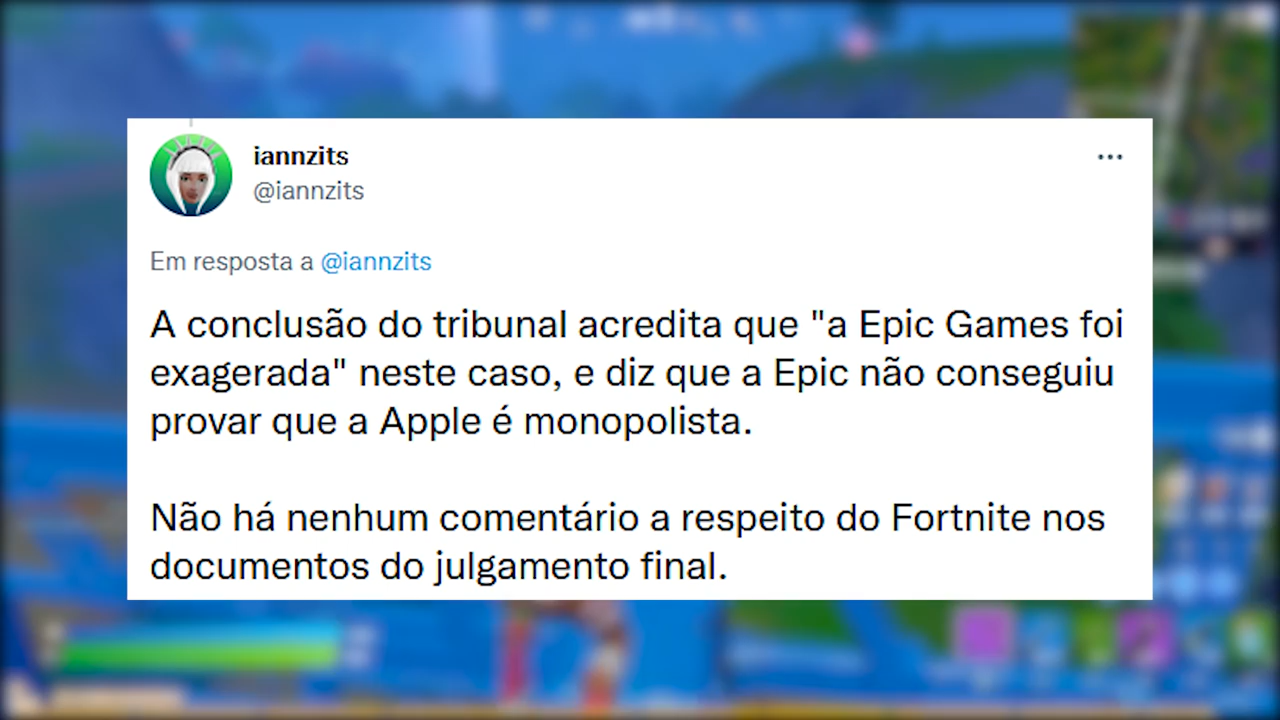 iannzits
@iannzits
Em resposta a @iannzits
A conclusão do tribunal acredita que "a Epic Games foi
exagerada" neste caso, e diz que a Epic não conseguiu
provar que a Apple é monopolista.
Não há nenhum comentário a respeito do Fortnite nos
documentos do julgamento final.